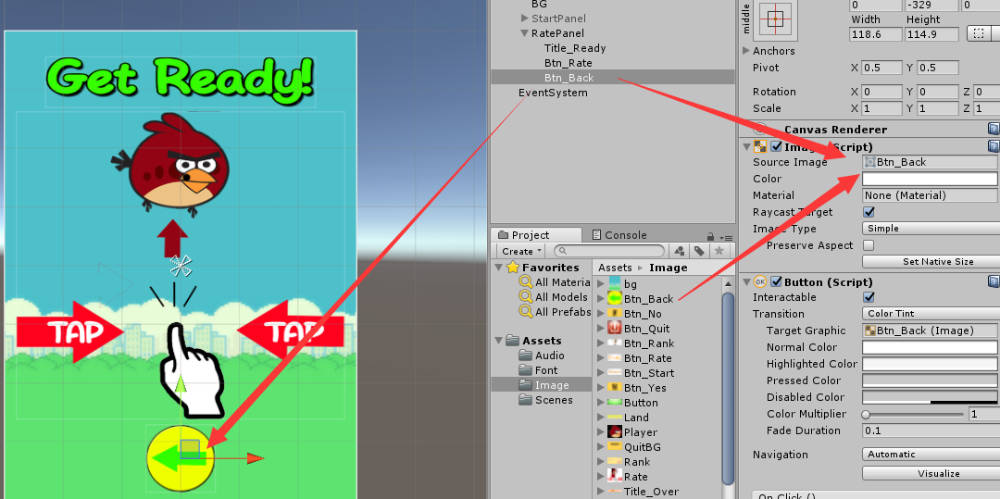 Get Ready!
TAP
TAP
BG
StartPanel
RatePanel
Title_Ready
Btn_Rate
Btn_Back
EventSystem
Project
Console
Create
Favorites
All Materia
All Models
All Prefabs
Assets
Audio
Font
Image
Scenes
Assets Image
bg
Btn_Back
Btn_No
Btn_Quit
Btn_Rank
Btn_Rate
Btn_Start
Btn_Yes
Button
Land
Player
QuitBG
Rank
Rate
Title_Over
middle
0 -329 0
Width Height
118.6 114.9
Anchors
Pivot X 0.5 Y 0.5
Rotation X 0 Y 0 Z 0
Scale X 1 Y 1 Z 1
Canvas Renderer
Image (Script)
Source Image Btn_Back
Color
Material None (Material)
Raycast Target
Image Type Simple
Preserve Aspect
Set Native Size
OK Button (Script)
Interactable
Transition Color Tint
Target Graphic Btn_Back (Image)
Normal Color
Highlighted Color
Pressed Color
Disabled Color
Color Multiplier 1
Fade Duration 0.1
Navigation Automatic
Visualize
On Click ()